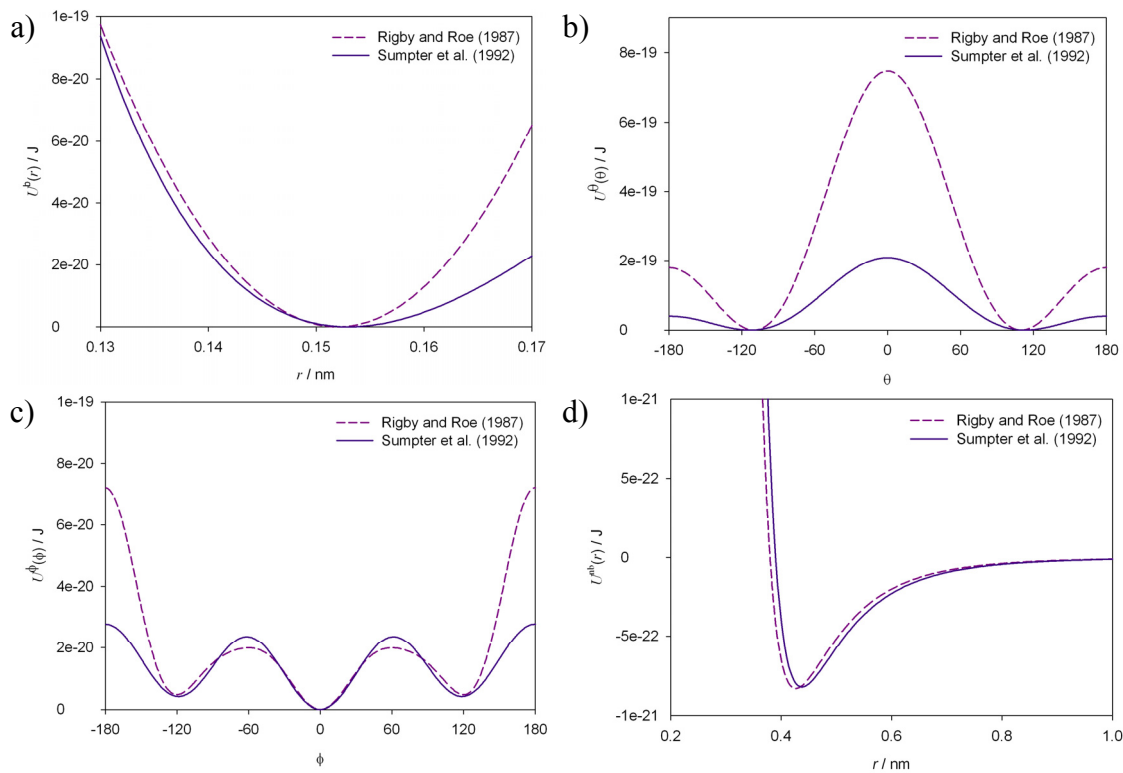 a)
1e-19
8e-20
6e-20
4e-20
2e-20
0
U^b(r) / J
Rigby and Roe (1987)
Sumpter et al. (1992)
0.13
0.14
0.15
0.16
0.17
r / nm
b)
8e-19
6e-19
4e-19
2e-19
0
U^θ(θ) / J
Rigby and Roe (1987)
Sumpter et al. (1992)
-180
-120
-60
0
60
120
180
θ
c)
1e-19
8e-20
6e-20
4e-20
2e-20
0
U^ϕ(ϕ) / J
Rigby and Roe (1987)
Sumpter et al. (1992)
-180
-120
-60
0
60
120
180
ϕ
d)
1e-21
5e-22
0
-5e-22
-1e-21
U^nb(r) / J
Rigby and Roe (1987)
Sumpter et al. (1992)
0.2
0.4
0.6
0.8
1.0
r / nm